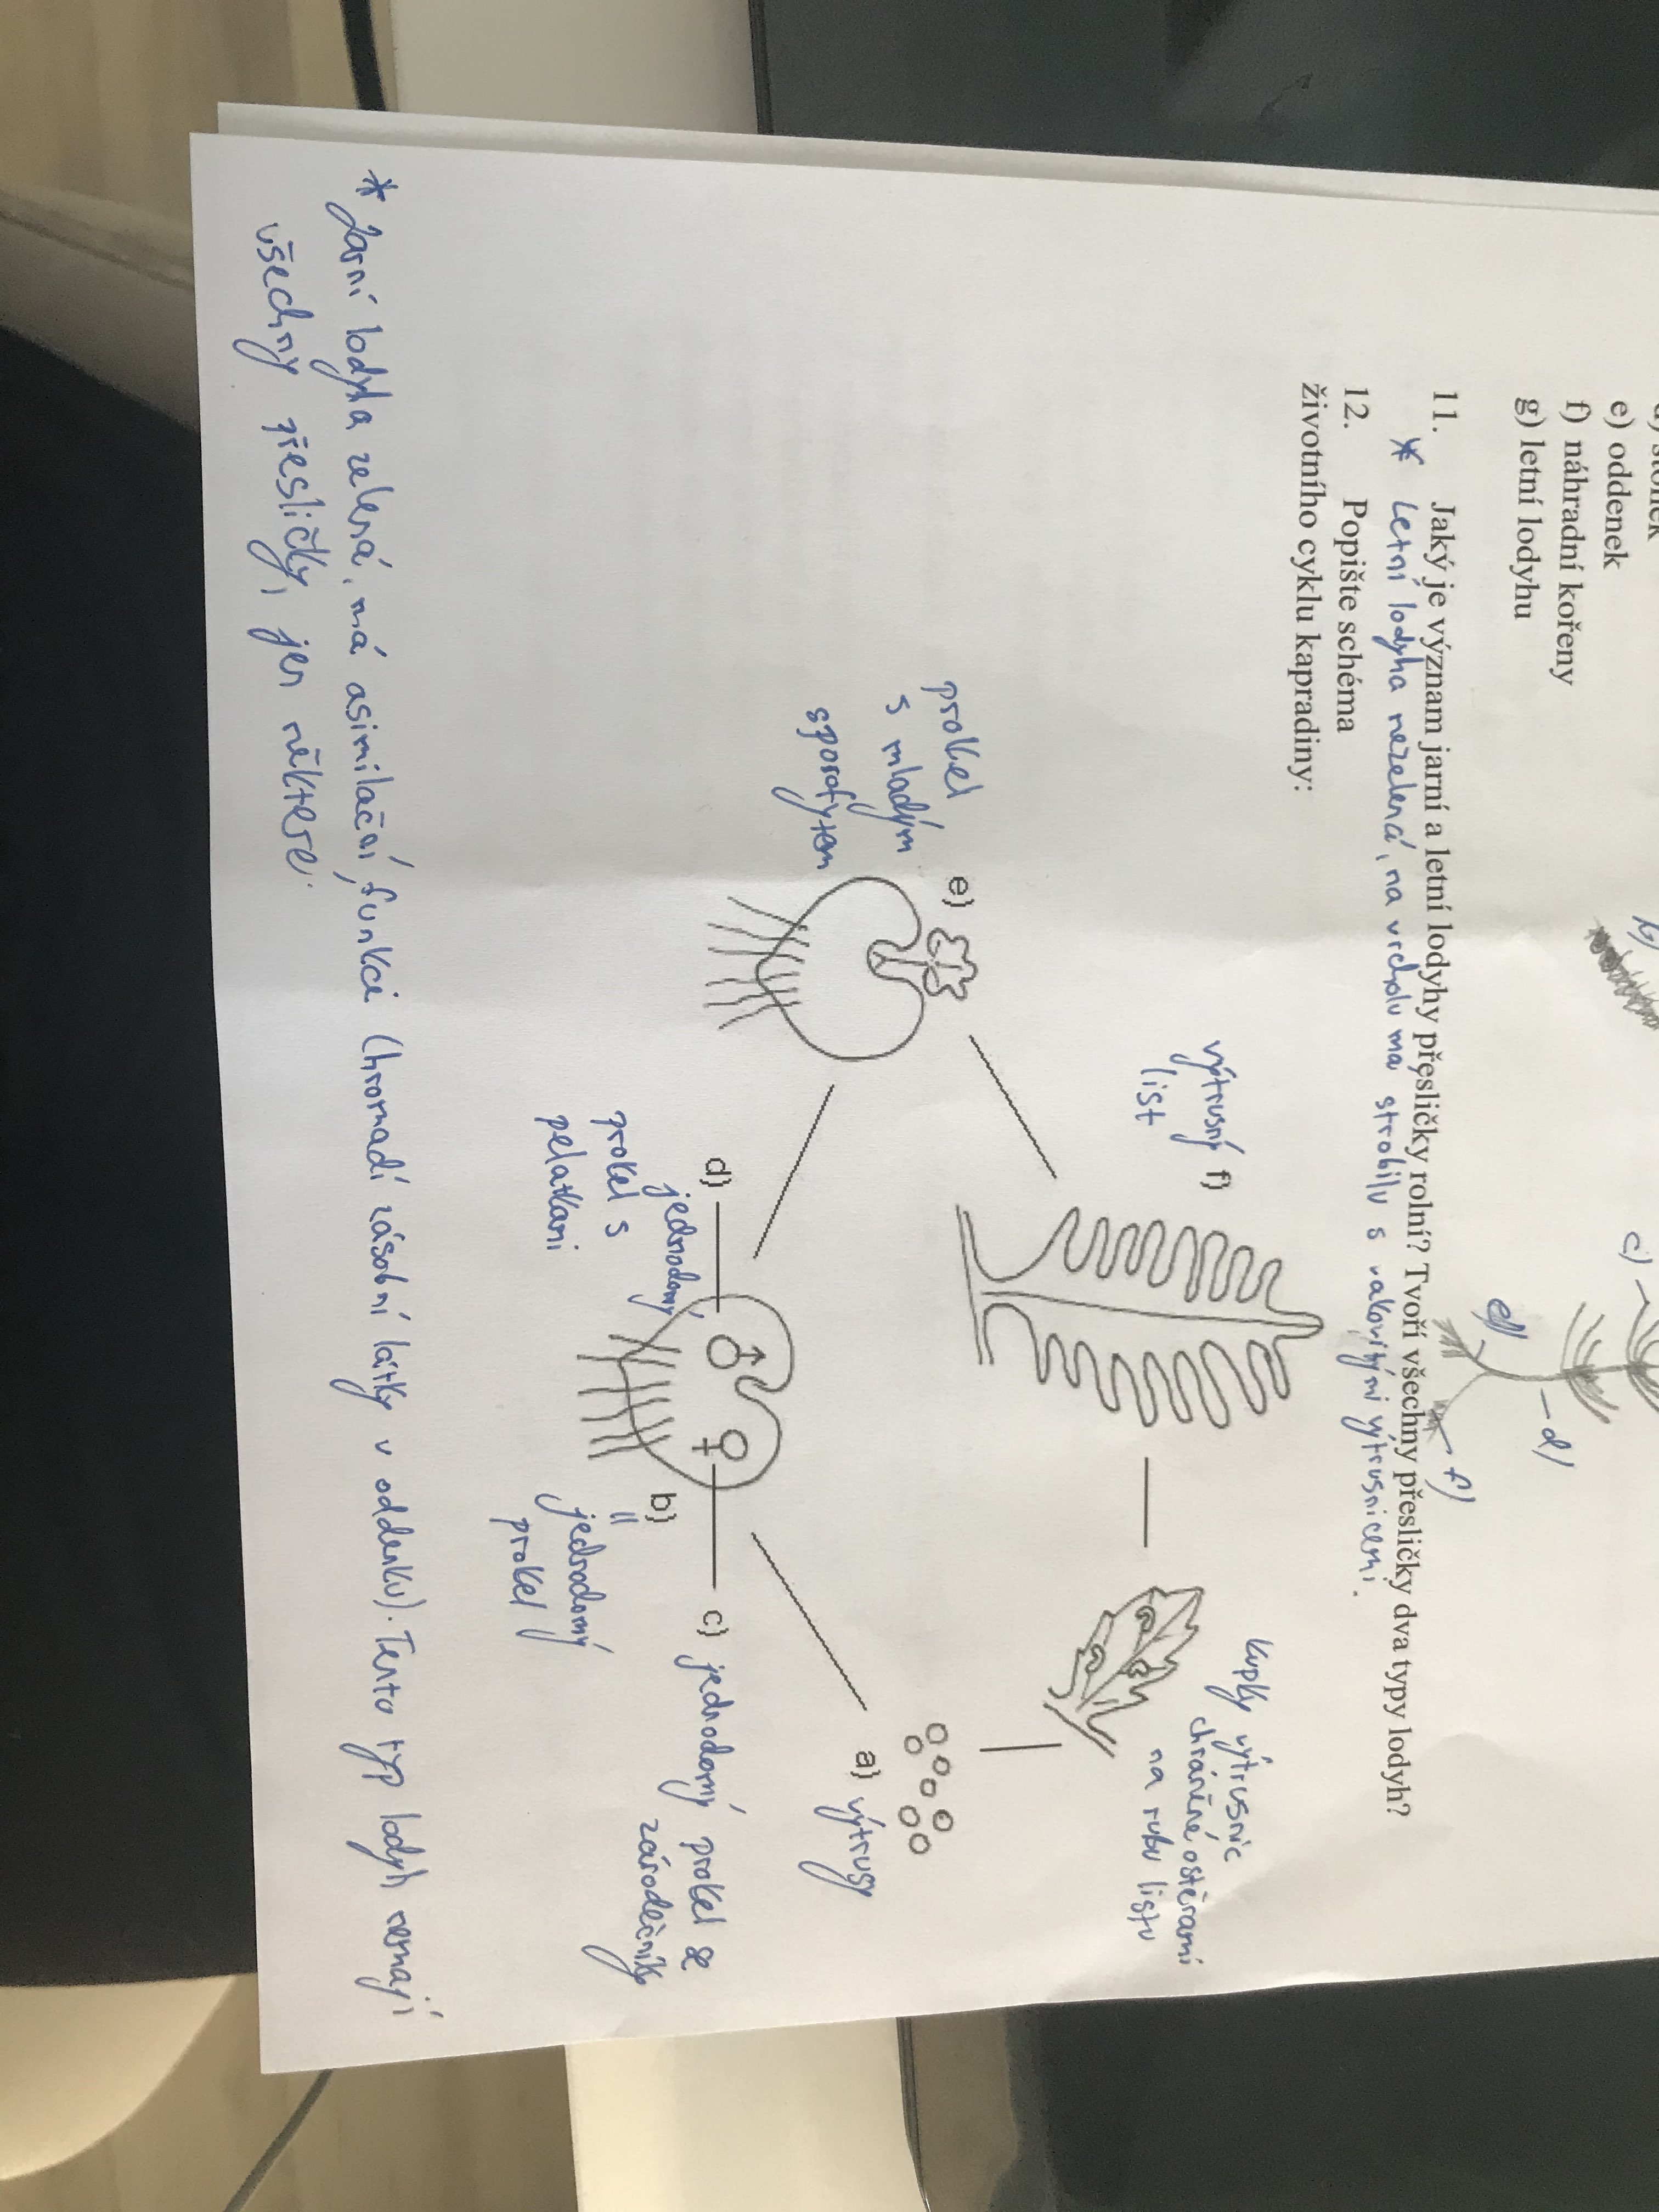 d) stonek
e) oddenek
f) náhradní kořeny
g) letní lodyhu
b)
c)
d)
e)
f)
11. Jaký je význam jarní a letní lodyhy přesličky rolní? Tvoří všechny přesličky dva typy lodyh?
* Letní lodyha nezelená, na vrcholu má strobilu s vakovitými výtrusnicemi.
12. Popište schéma
životního cyklu kapradiny:
kupky výtrusnic
chráněné ostěrami
na rubu listu
výtrusný f)
list
prokel e)
s mladým
sporofytem
a) výtrusy
d)
jednodomý
prokel s
pelatkami
c) jednodomý prokel se
zárodečníky
b)
=
jednodomý
prokel
* Jarní lodyha zelená, má asimilační funkci (hromadí zásobní látky v oddenku). Tento typ lodyh nemají
všechny přesličky, jen některé.